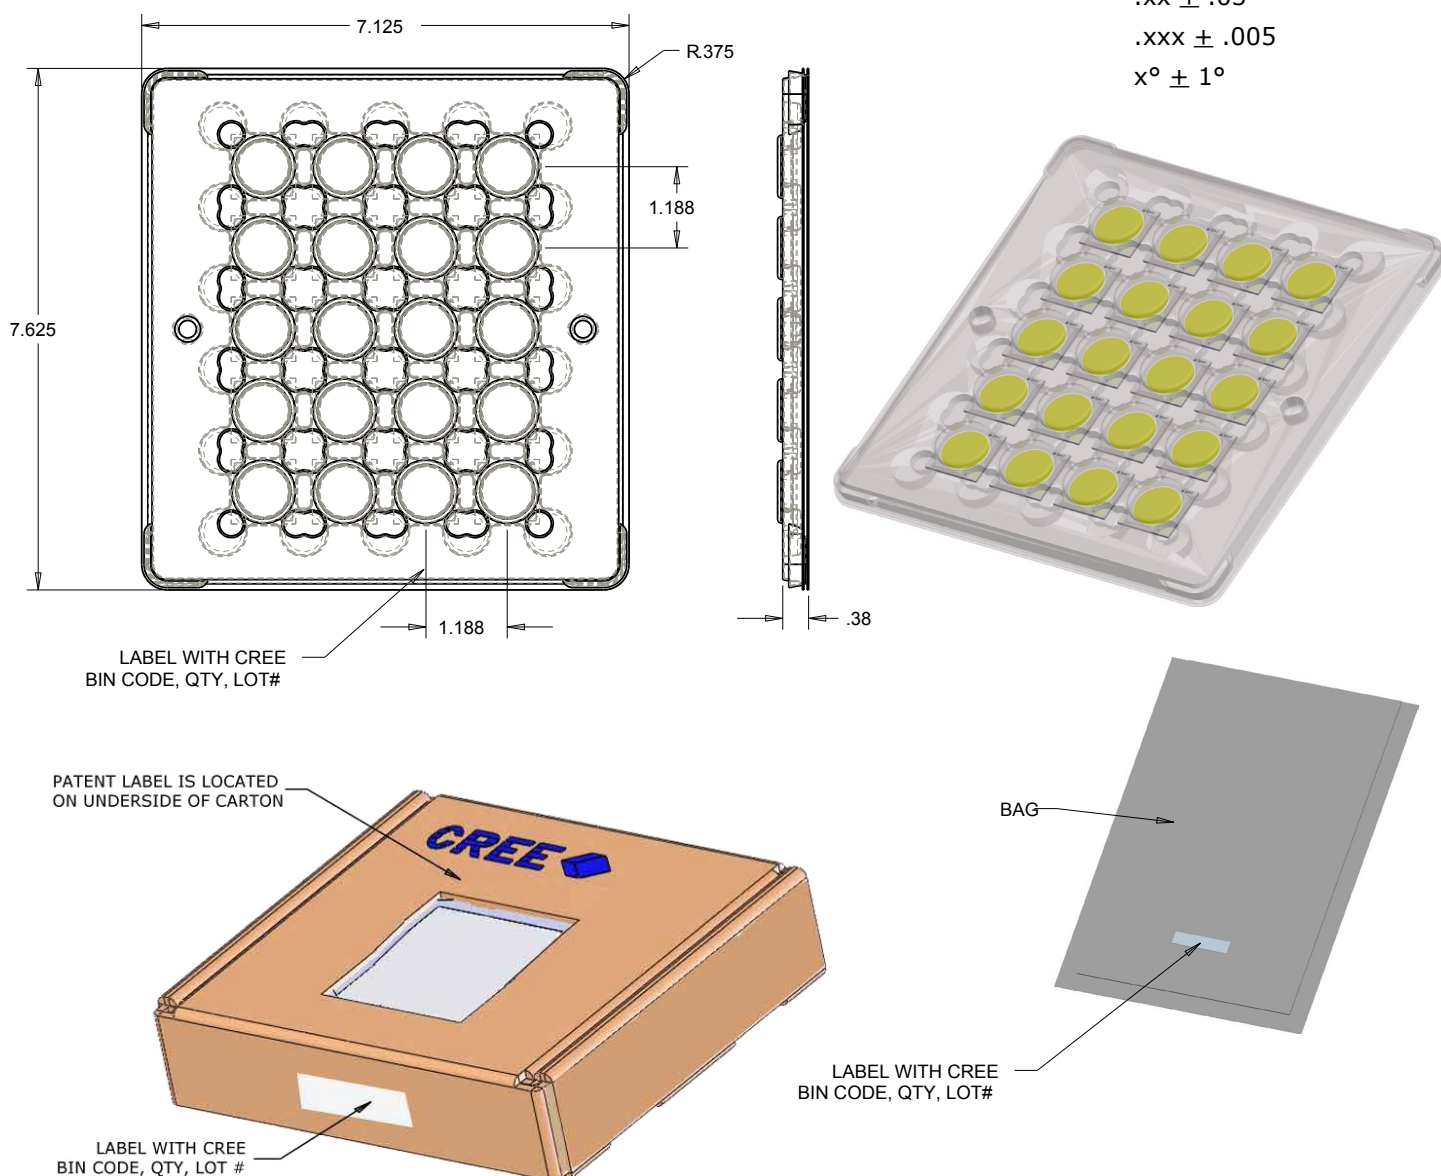 .xx ± .03
.xxx ± .005
x° ± 1°
7.125
R.375
7.625
1.188
1.188
.38
LABEL WITH CREE
BIN CODE, QTY, LOT#
PATENT LABEL IS LOCATED
ON UNDERSIDE OF CARTON
CREE
BAG
LABEL WITH CREE
BIN CODE, QTY, LOT#
LABEL WITH CREE
BIN CODE, QTY, LOT #